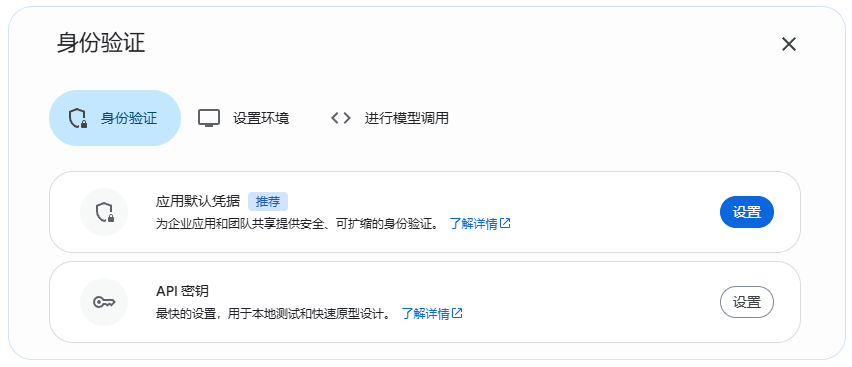 身份验证
身份验证
设置环境
进行模型调用
应用默认凭据 推荐
为企业应用和团队共享提供安全、可扩缩的身份验证。 了解详情
设置
API 密钥
最快的设置，用于本地测试和快速原型设计。 了解详情
设置